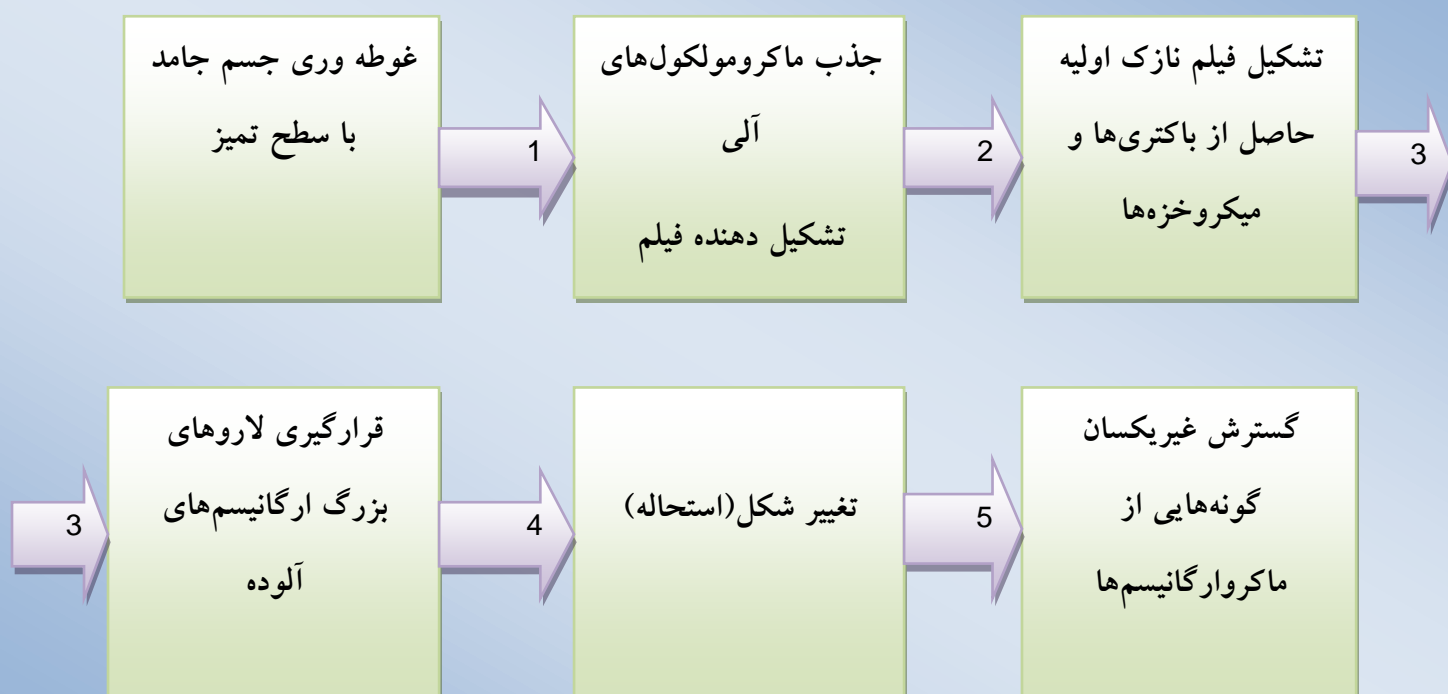 غوطه وری جسم جامد
با سطح تمیز
1
جذب ماکرومولکول‌های
آلی
تشکیل دهنده فیلم
2
تشکیل فیلم نازک اولیه
حاصل از باکتری‌ها و
میکروخزه‌ها
3
3
قرارگیری لاروهای
بزرگ ارگانیسم‌های
آلوده
4
تغییر شکل(استحاله)
5
گسترش غیریکسان
گونه‌هایی از
ماکروارگانیسم‌ها